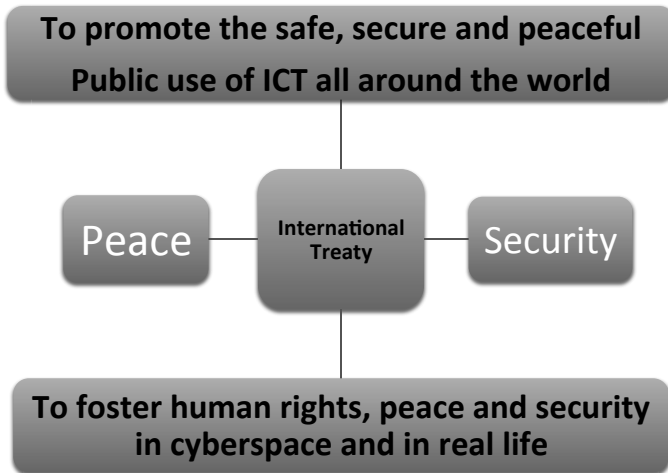 To promote the safe, secure and peaceful
Public use of ICT all around the world
Peace
International
Treaty
Security
To foster human rights, peace and security
in cyberspace and in real life